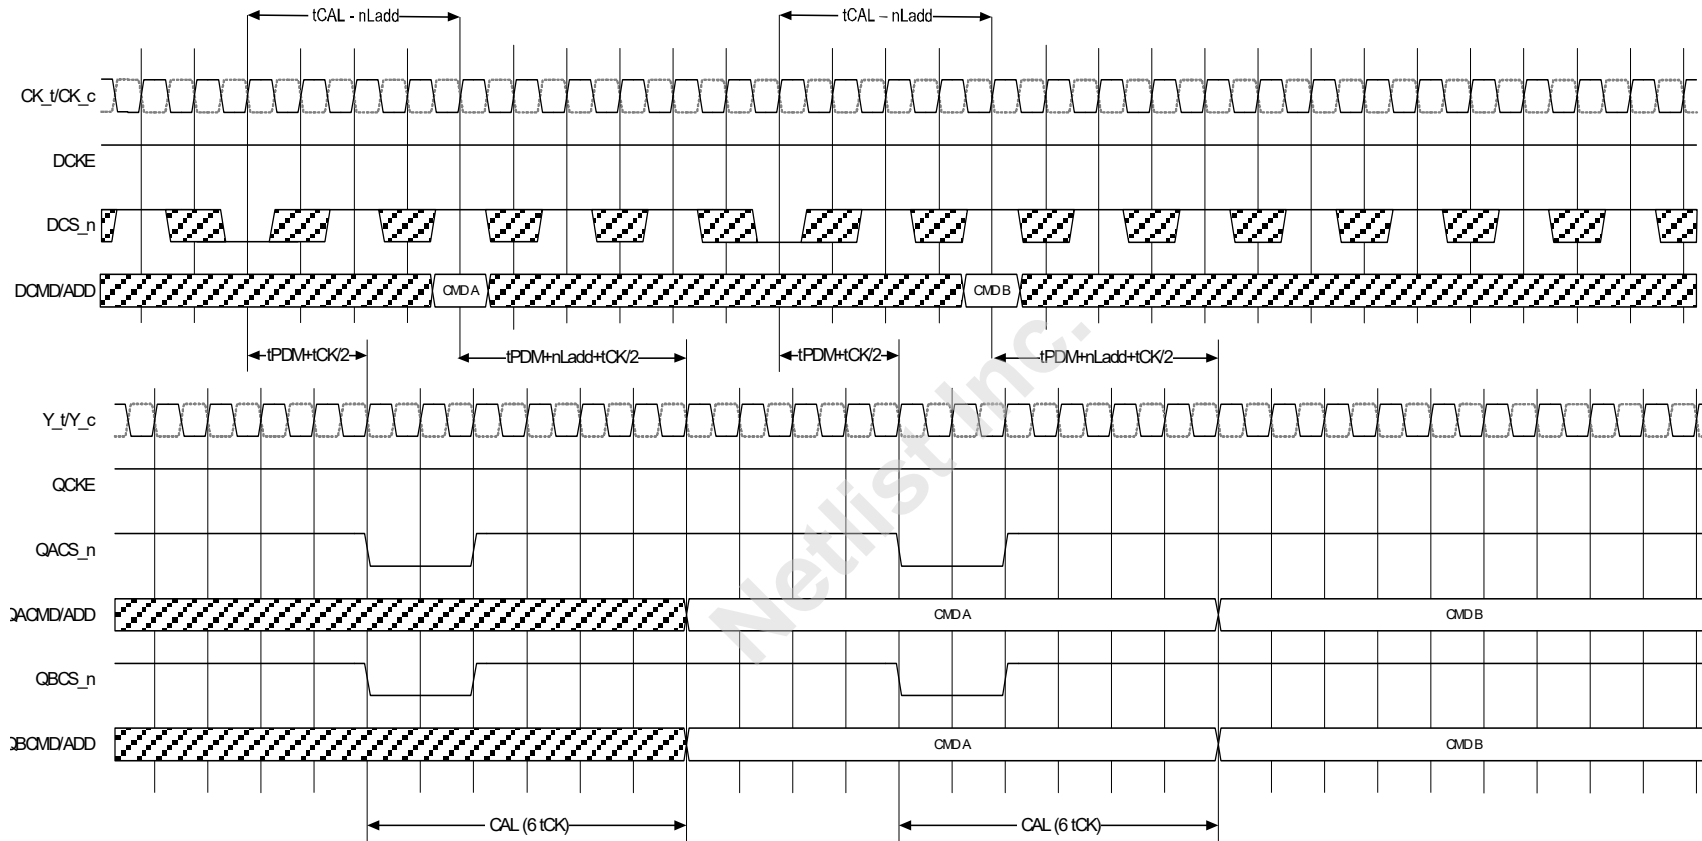 tCAL - nLadd
tCAL – nLadd
CK_t/CK_c
DCKE
DCS_n
DCMD/ADD
CMD A
CMD B
tPDM+tCK/2
tPDM+nLadd+tCK/2
tPDM+tCK/2
tPDM+nLadd+tCK/2
Y_t/Y_c
QCKE
QACS_n
QACMD/ADD
CMD A
CMD B
QBCS_n
QBCMD/ADD
CMD A
CMD B
CAL (6 tCK)
CAL (6 tCK)
Netlist Inc.